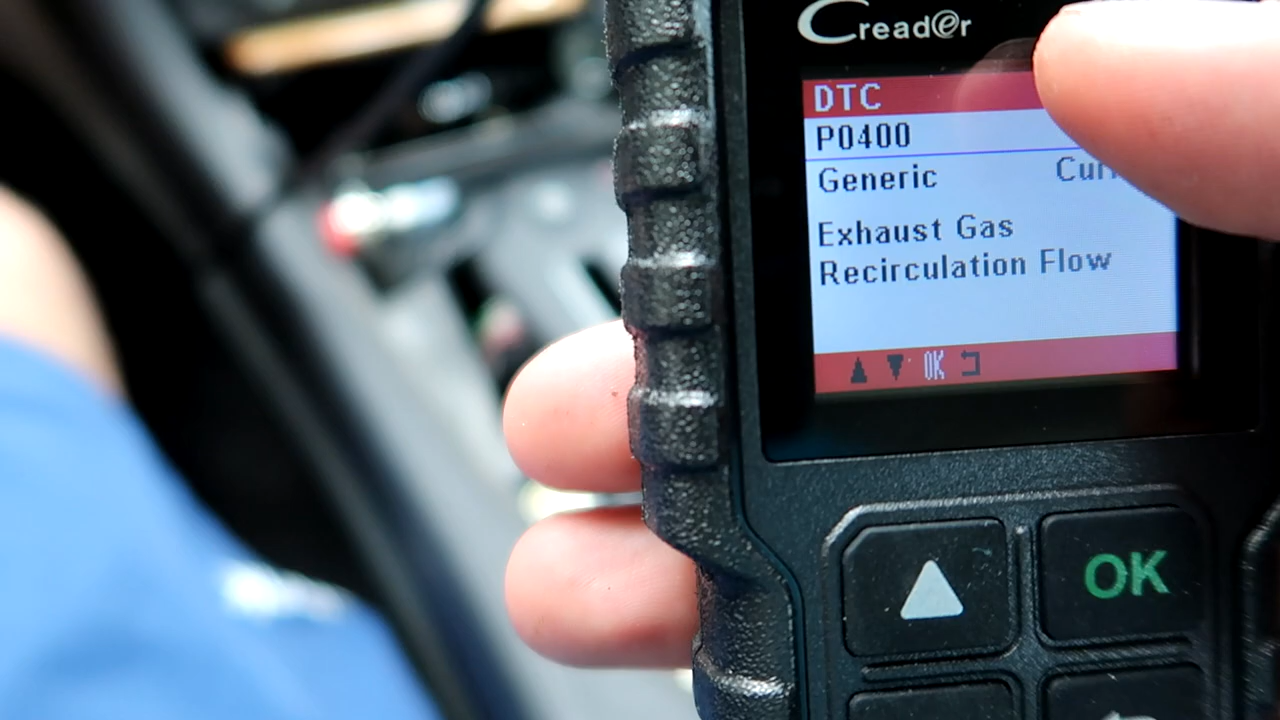 Creader
DTC
P0400
Generic
Exhaust Gas
Recirculation Flow
OK
OK